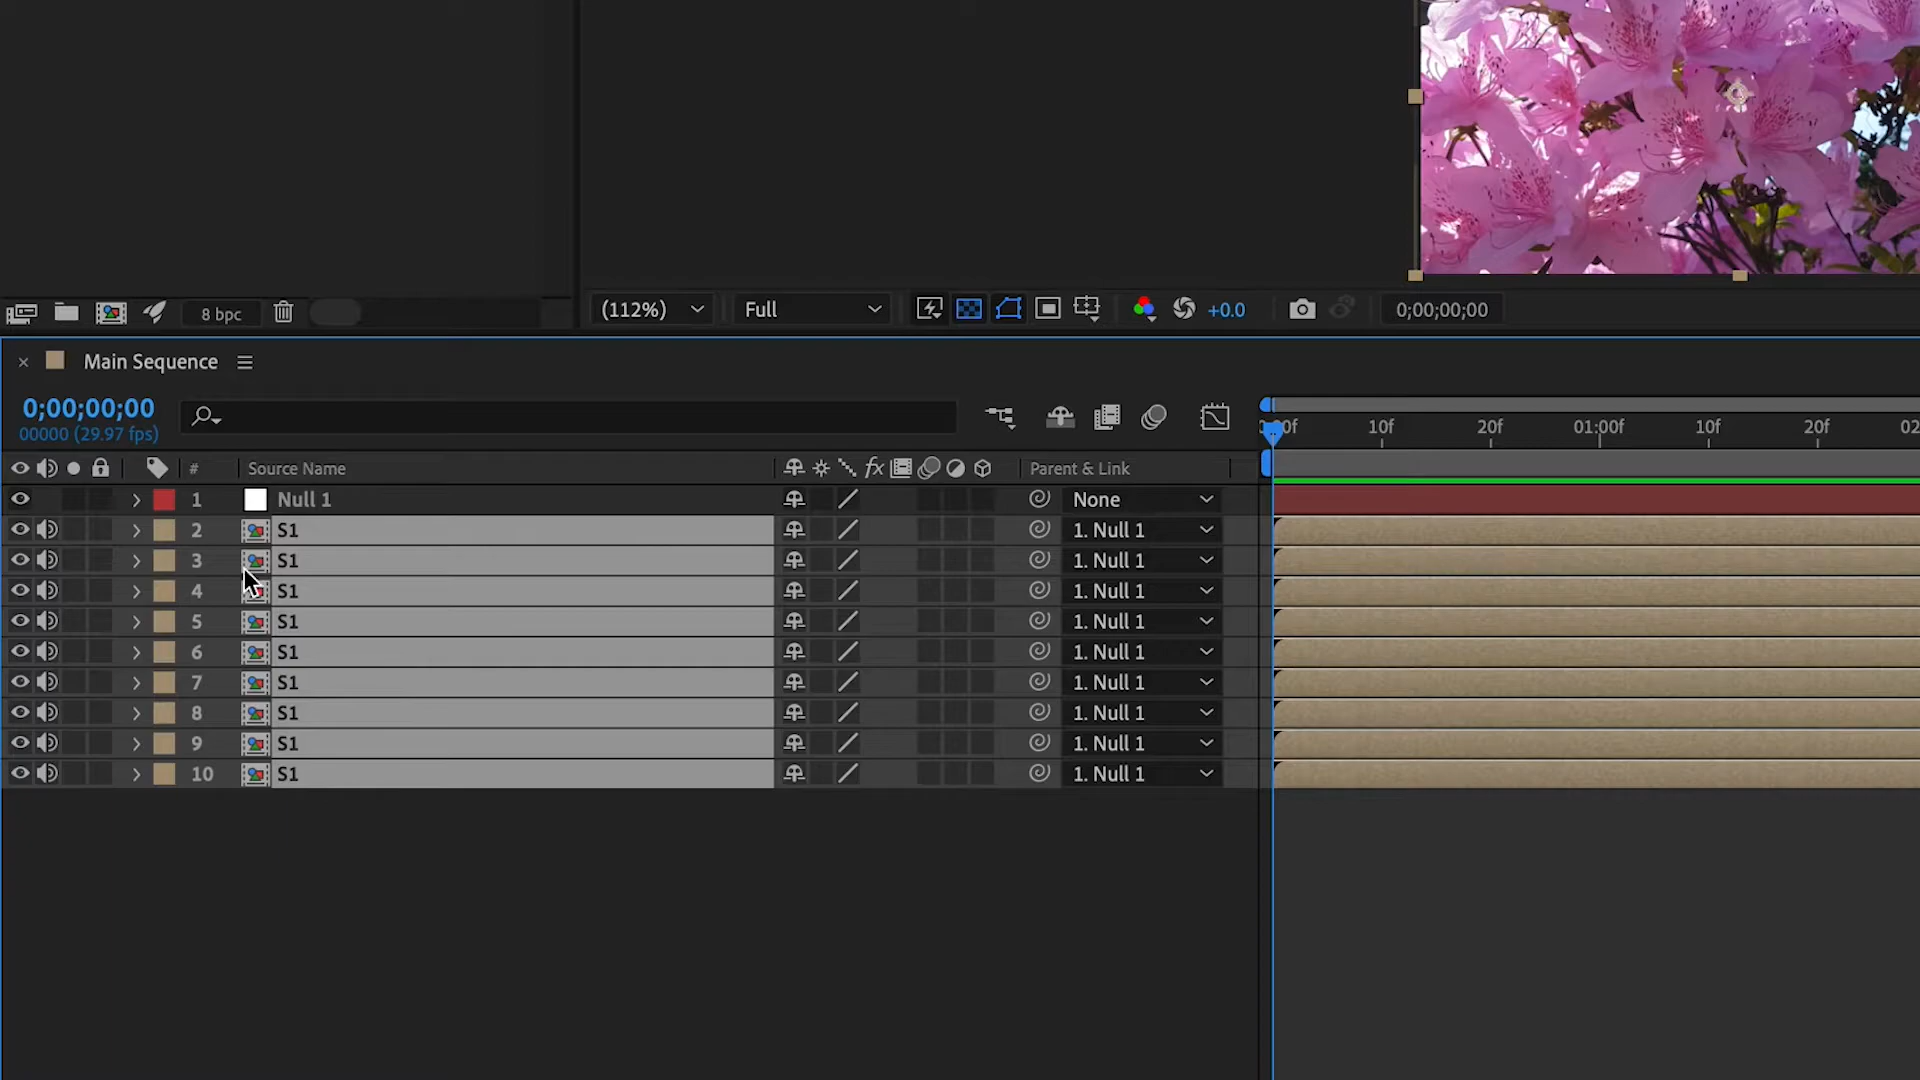 8 bpc
(112%)
Full
+0.0
0;00;00;00
Main Sequence
0;00;00;00
00000 (29.97 fps)
10f
20f
01:00f
10f
20f
02
# Source Name
fx
Parent & Link
1 Null 1 None
2 S1 1. Null 1
3 S1 1. Null 1
4 S1 1. Null 1
5 S1 1. Null 1
6 S1 1. Null 1
7 S1 1. Null 1
8 S1 1. Null 1
9 S1 1. Null 1
10 S1 1. Null 1